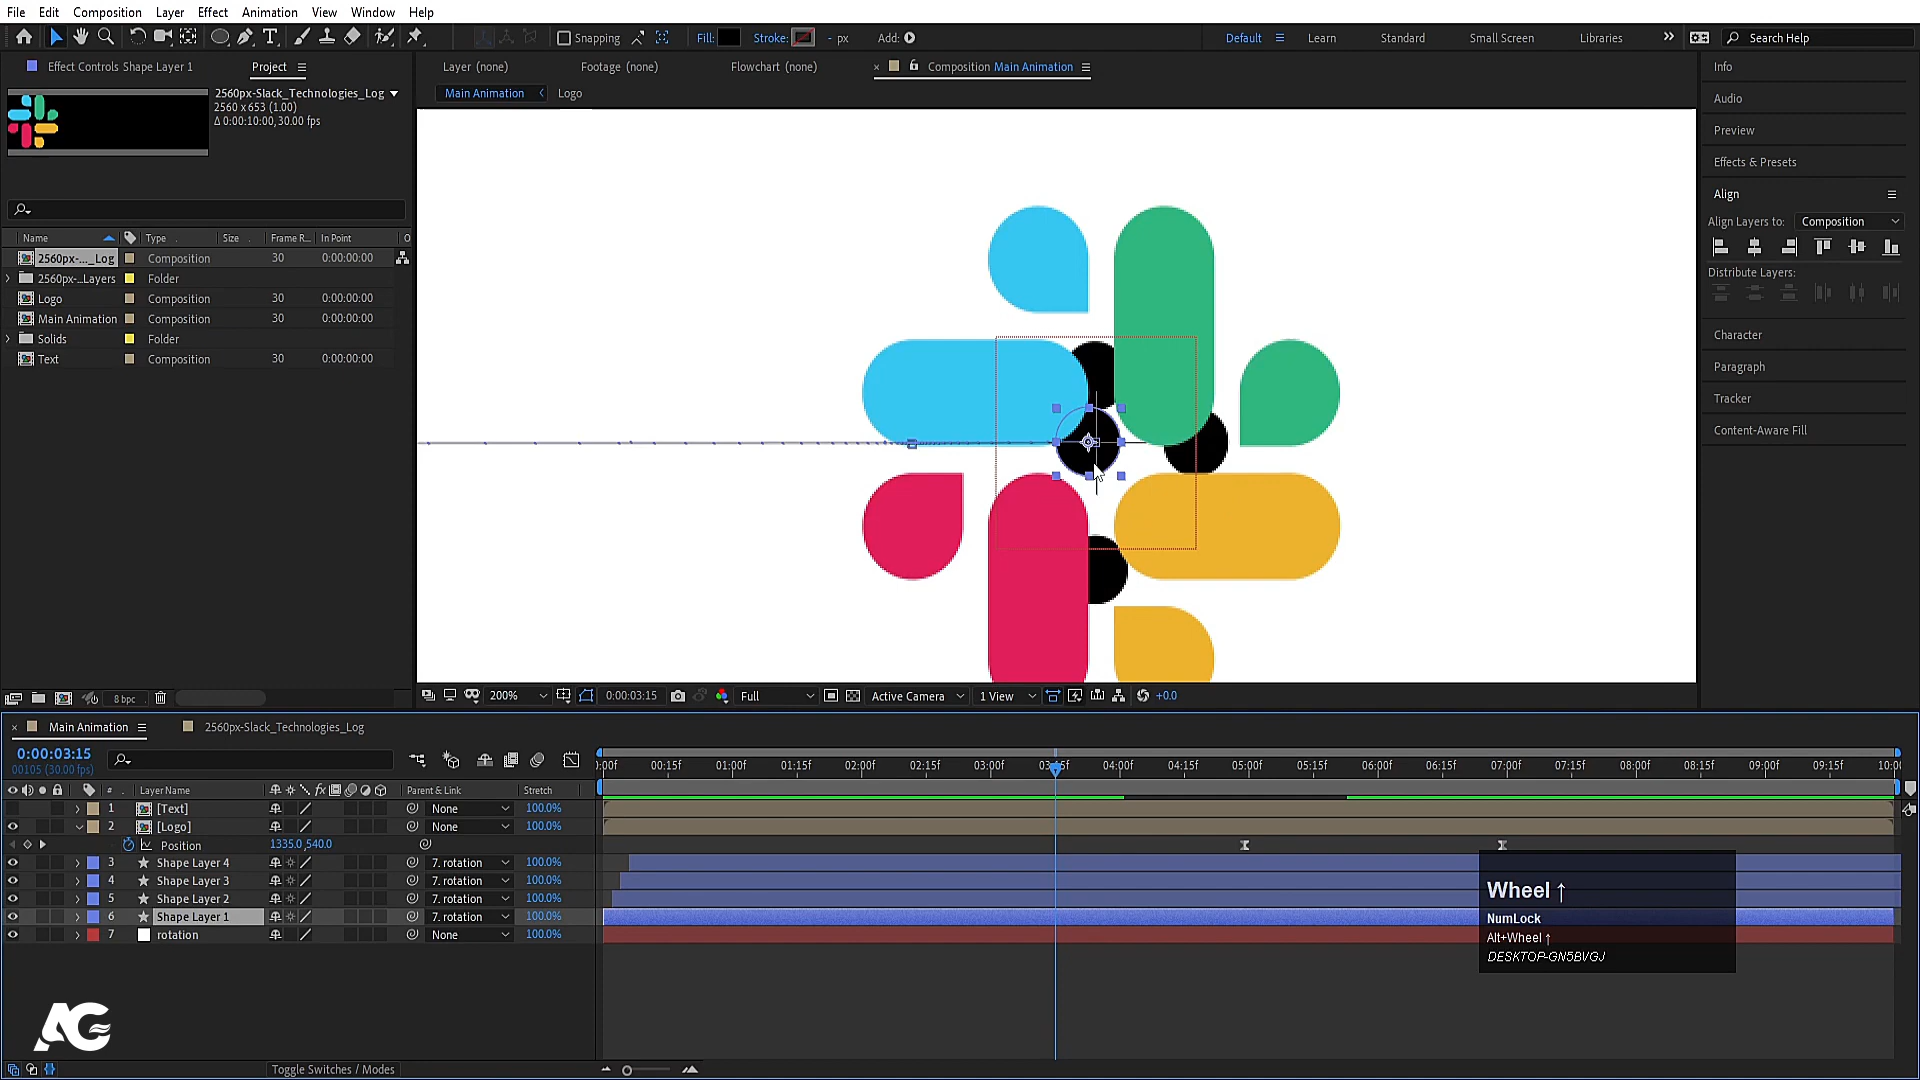 File Edit Composition Layer Effect Animation View Window Help
Snapping Fill: Stroke: - px Add: Default Learn Standard Small Screen Libraries Search Help
Effect Controls Shape Layer 1 Project
Layer (none) Footage (none) Flowchart (none) Composition Main Animation
Main Animation Logo
2560px-Slack_Technologies_Log
2560 x 653 (1.00)
Δ 0:00:10:00,30.00 fps
Name Type Size Frame R... In Point O
2560px-..._Log Composition 30 0:00:00:00
2560px-...Layers Folder
Logo Composition 30 0:00:00:00
Main Animation Composition 30 0:00:00:00
Solids Folder
Text Composition 30 0:00:00:00
8 bpc
200% 0:00:03:15 Full Active Camera 1 View +0.0
Info
Audio
Preview
Effects & Presets
Align
Align Layers to: Composition
Distribute Layers:
Character
Paragraph
Tracker
Content-Aware Fill
Main Animation 2560px-Slack_Technologies_Log
0:00:03:15
00105 (30.00 fps)
# Layer Name Parent & Link Stretch
):00f 00:15f 01:00f 01:15f 02:00f 02:15f 03:00f 04:00f 04:15f 05:00f 05:15f 06:00f 06:15f 07:00f 07:15f 08:00f 08:15f 09:00f 09:15f 10:00
1 [Text] None 100.0%
2 [Logo] None 100.0%
Position 1335.0,540.0
3 Shape Layer 4 7. rotation 100.0%
4 Shape Layer 3 7. rotation 100.0%
5 Shape Layer 2 7. rotation 100.0%
6 Shape Layer 1 7. rotation 100.0%
7 rotation None 100.0%
Wheel ↑
NumLock
Alt+Wheel ↑
DESKTOP-GN5BVGJ
AG
Toggle Switches / Modes